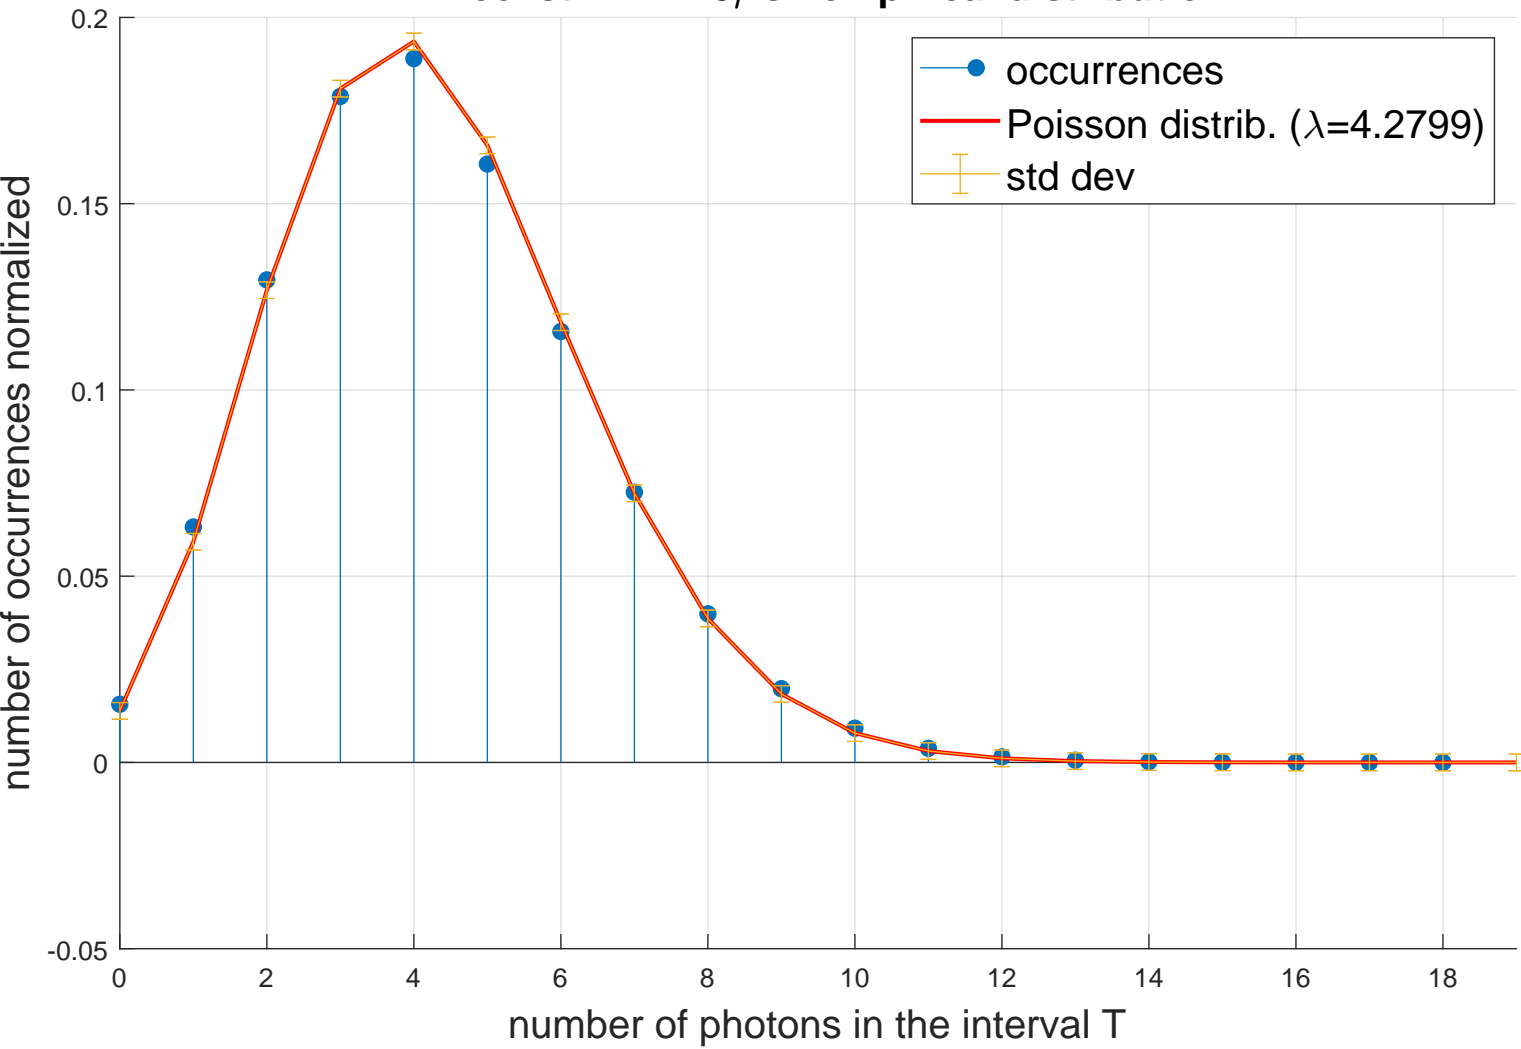 0.2
0.15
0.1
0.05
0
-0.05
number of occurrences normalized
occurrences
Poisson distrib. (λ=4.2799)
std dev
0 2 4 6 8 10 12 14 16 18
number of photons in the interval T